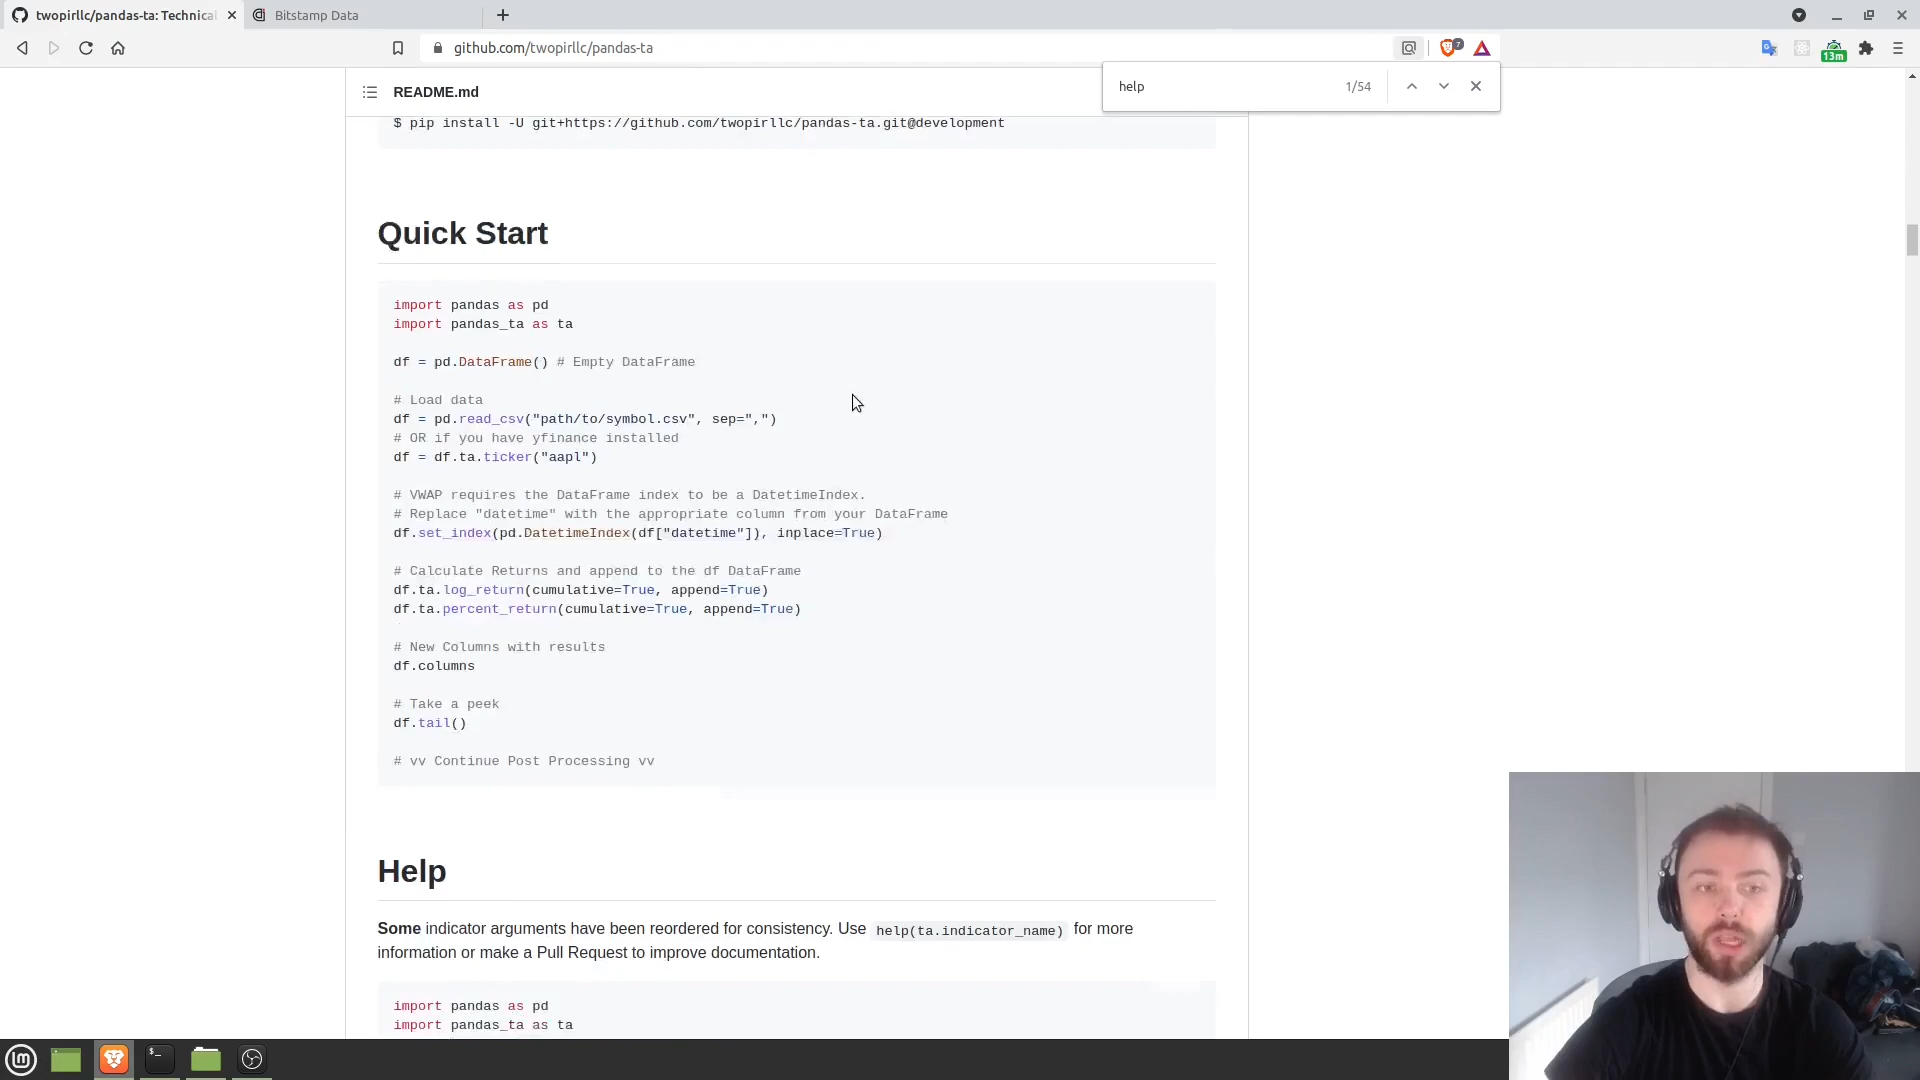 twopirllc/pandas-ta: Technical
Bitstamp Data
github.com/twopirllc/pandas-ta
7
13m
help
1/54
README.md
$ pip install -U git+https://github.com/twopirllc/pandas-ta.git@development
Quick Start
import pandas as pd
import pandas_ta as ta
df = pd.DataFrame() # Empty DataFrame
# Load data
df = pd.read_csv("path/to/symbol.csv", sep=",")
# OR if you have yfinance installed
df = df.ta.ticker("aapl")
# VWAP requires the DataFrame index to be a DatetimeIndex.
# Replace "datetime" with the appropriate column from your DataFrame
df.set_index(pd.DatetimeIndex(df["datetime"]), inplace=True)
# Calculate Returns and append to the df DataFrame
df.ta.log_return(cumulative=True, append=True)
df.ta.percent_return(cumulative=True, append=True)
# New Columns with results
df.columns
# Take a peek
df.tail()
# vv Continue Post Processing vv
Help
Some indicator arguments have been reordered for consistency. Use help(ta.indicator_name) for more
information or make a Pull Request to improve documentation.
import pandas as pd
import pandas_ta as ta